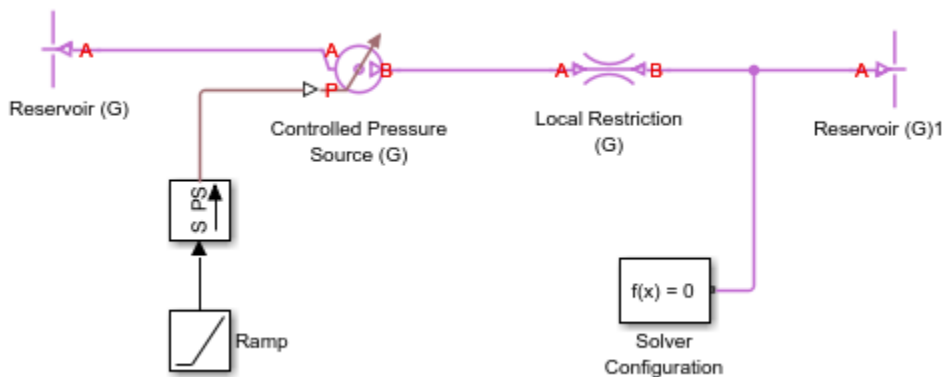 A
A
B
A
B
A
P
Reservoir (G)
Controlled Pressure
Source (G)
Local Restriction
(G)
Reservoir (G)1
S PS
f(x) = 0
Ramp
Solver
Configuration